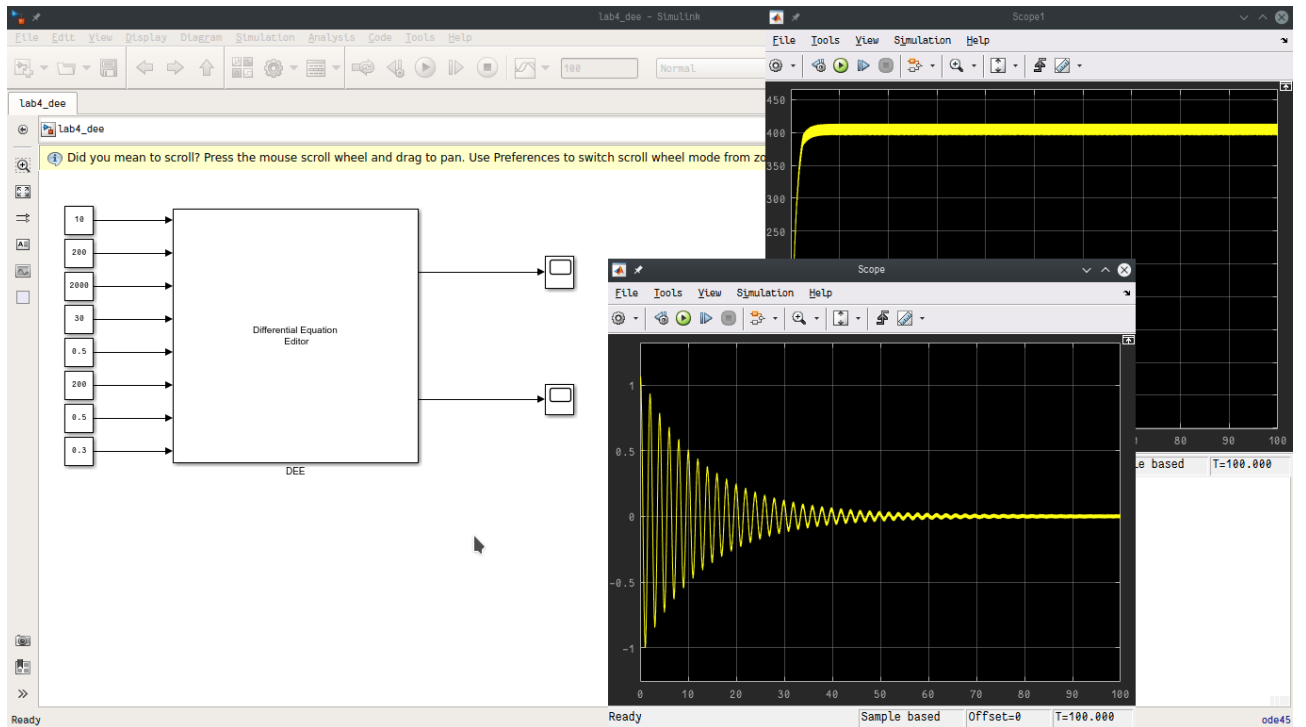 lab4_dee - Simulink
File Edit View Display Diagram Simulation Analysis Code Tools Help
100
Normal
lab4_dee
lab4_dee
Did you mean to scroll? Press the mouse scroll wheel and drag to pan. Use Preferences to switch scroll wheel mode from zo
10
200
2000
30
0.5
200
0.5
0.3
Differential Equation
Editor
DEE
Ready
ode45
Scope1
File Tools View Simulation Help
450
400
350
300
250
80 90 100
le based
T=100.000
Scope
File Tools View Simulation Help
1
0.5
0
-0.5
-1
0 10 20 30 40 50 60 70 80 90 100
Ready
Sample based
Offset=0
T=100.000